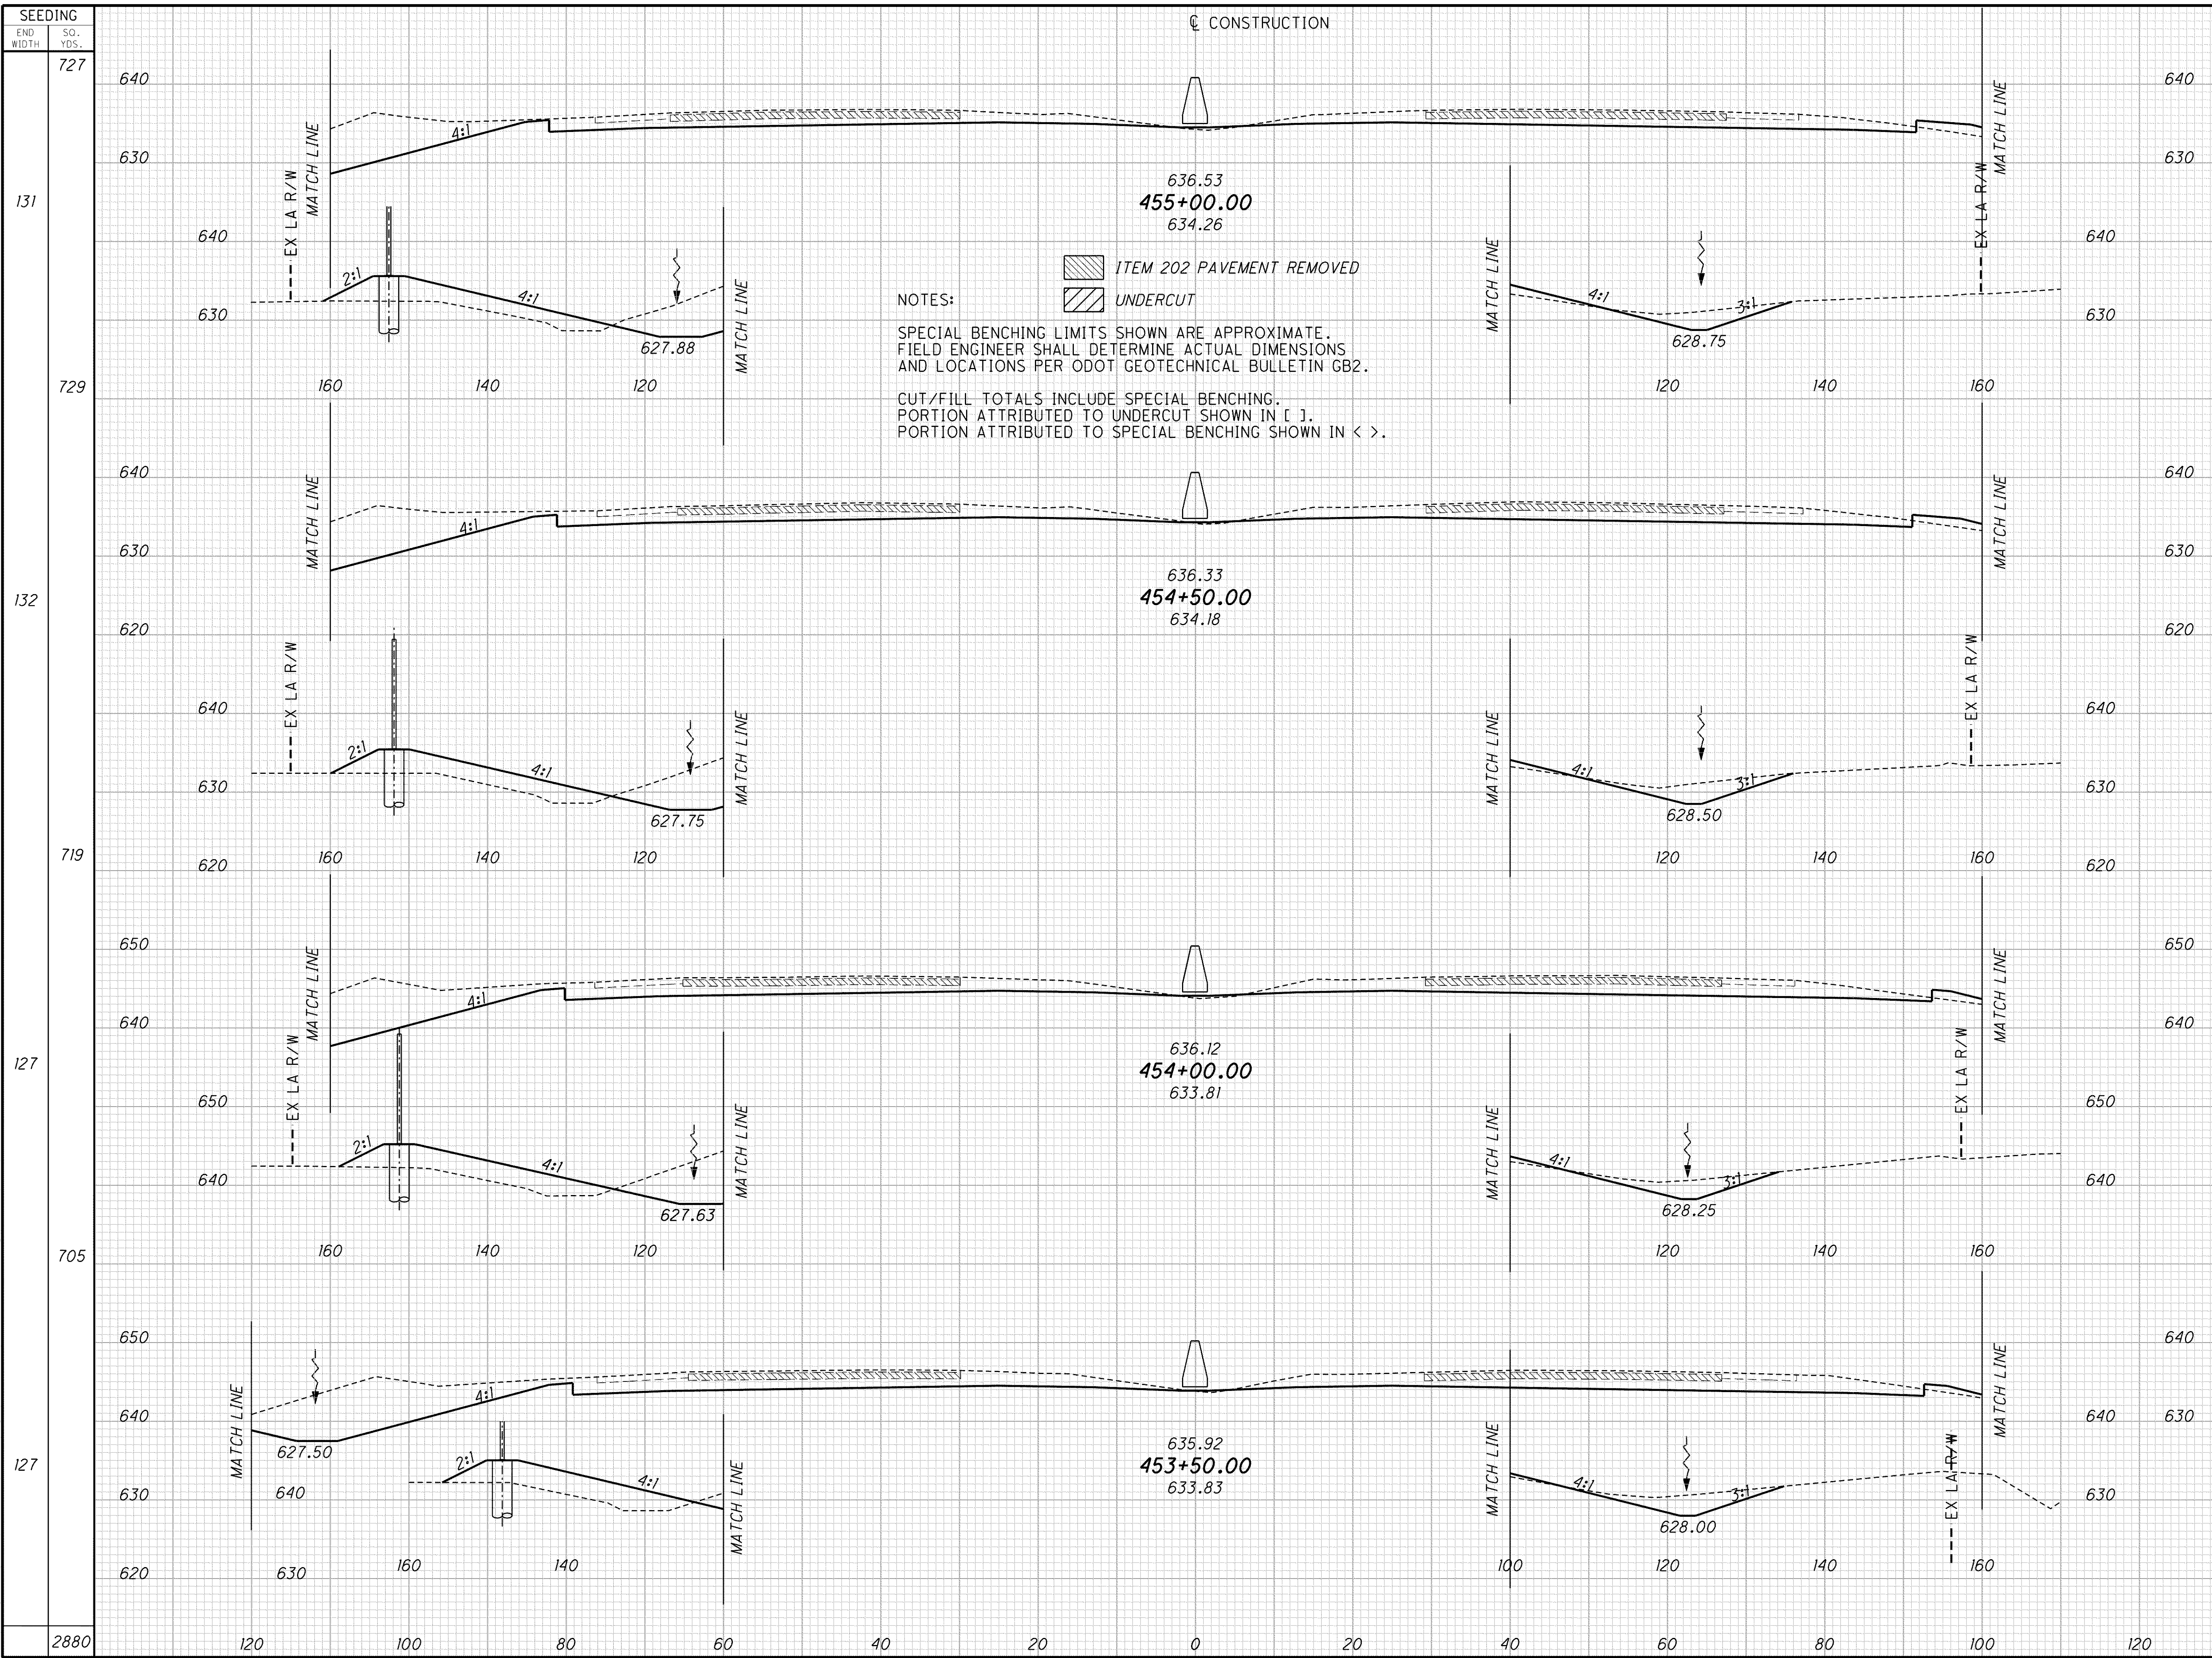 SEEDING
END WIDTH
SQ. YDS.
℄ CONSTRUCTION
727
640
640
4:1
MATCH LINE
MATCH LINE
630
630
131
EX LA R/W
EX LA R/W
636.53
455+00.00
634.26
640
640
2:1
4:1
MATCH LINE
MATCH LINE
4:1
3:1
630
630
627.88
628.75
ITEM 202 PAVEMENT REMOVED
NOTES:
UNDERCUT
SPECIAL BENCHING LIMITS SHOWN ARE APPROXIMATE.
FIELD ENGINEER SHALL DETERMINE ACTUAL DIMENSIONS
AND LOCATIONS PER ODOT GEOTECHNICAL BULLETIN GB2.
729
160 140 120
120 140 160
CUT/FILL TOTALS INCLUDE SPECIAL BENCHING.
PORTION ATTRIBUTED TO UNDERCUT SHOWN IN [ ].
PORTION ATTRIBUTED TO SPECIAL BENCHING SHOWN IN < >.
640
640
MATCH LINE
4:1
MATCH LINE
630
630
132
636.33
454+50.00
634.18
620
620
EX LA R/W
EX LA R/W
640
640
2:1
4:1
MATCH LINE
MATCH LINE
4:1
3:1
630
630
627.75
628.50
719
160 140 120
120 140 160
620
620
650
650
MATCH LINE
4:1
MATCH LINE
640
640
127
EX LA R/W
EX LA R/W
636.12
454+00.00
633.81
650
650
2:1
4:1
MATCH LINE
MATCH LINE
4:1
3:1
640
640
627.63
628.25
705
160 140 120
120 140 160
650
640
4:1
MATCH LINE
640
640
630
MATCH LINE
627.50
127
635.92
453+50.00
633.83
2:1
4:1
MATCH LINE
MATCH LINE
4:1
3:1
EX LA R/W
630
640
630
628.00
160 140
100 120 140 160
620
630
2880
120 100 80 60 40 20 0 20 40 60 80 100 120